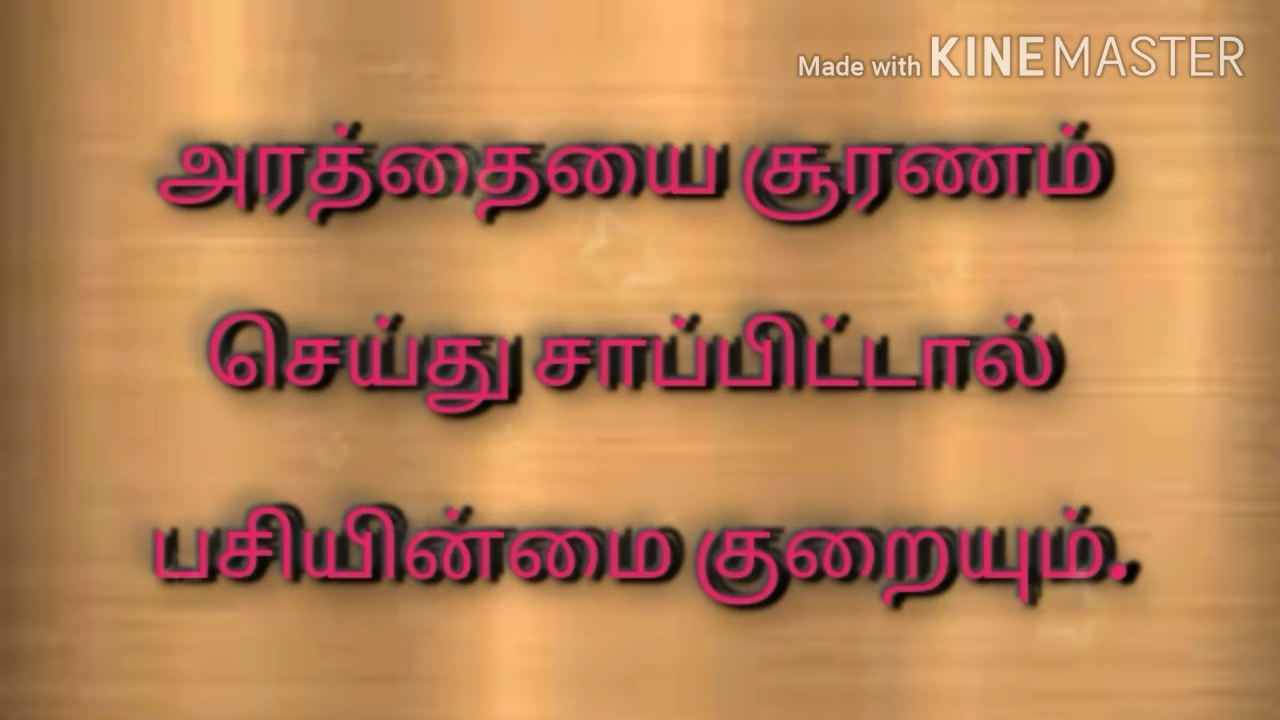 Made with KINEMASTER
அரத்தையை சூரணம்
செய்து சாப்பிட்டால்
பசியின்மை குறையும்.